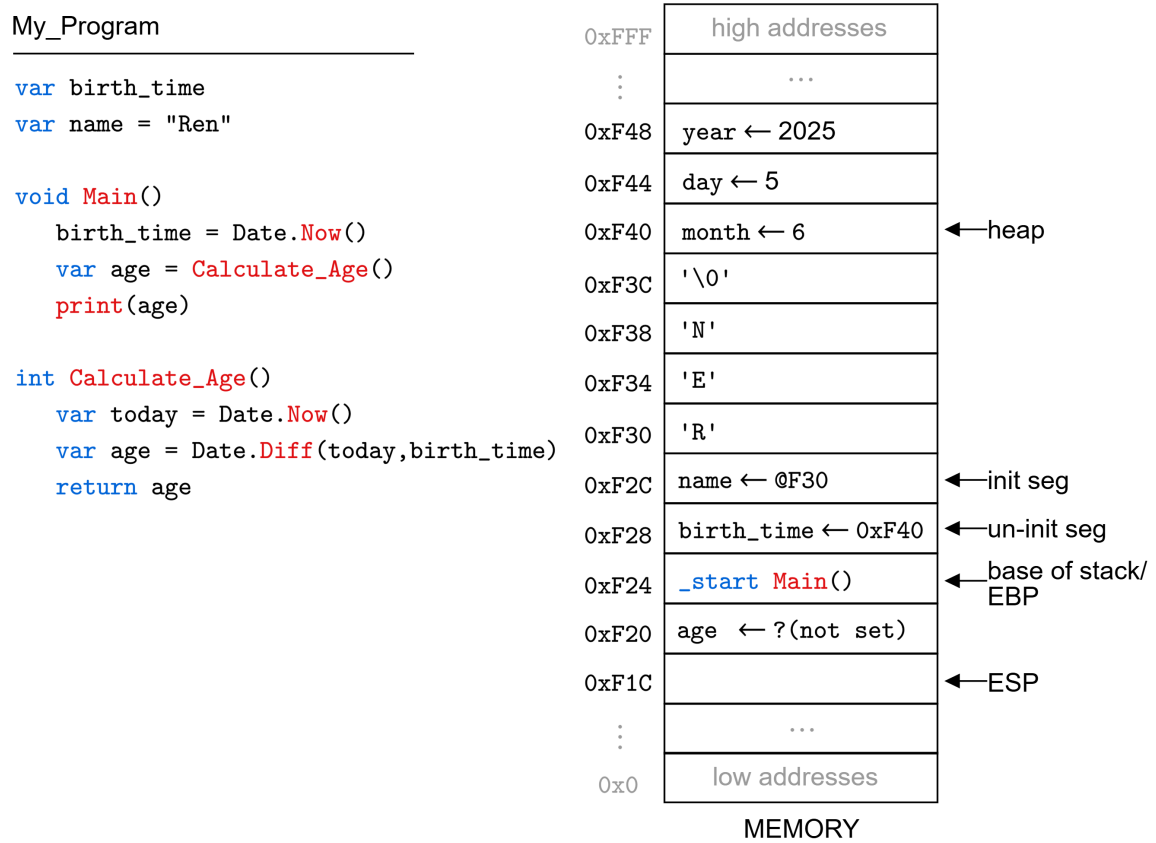 My_Program
var birth_time
var name = "Ren"
void Main()
birth_time = Date.Now()
var age = Calculate_Age()
print(age)
int Calculate_Age()
var today = Date.Now()
var age = Date.Diff(today,birth_time)
return age
0xFFF high addresses
⋮ ...
0xF48 year ← 2025
0xF44 day ← 5
0xF40 month ← 6 ← heap
0xF3C '\0'
0xF38 'N'
0xF34 'E'
0xF30 'R'
0xF2C name ← @F30 ← init seg
0xF28 birth_time ← 0xF40 ← un-init seg
0xF24 _start Main() ← base of stack/
EBP
0xF20 age ← ?(not set)
0xF1C ← ESP
⋮ ...
0x0 low addresses
MEMORY